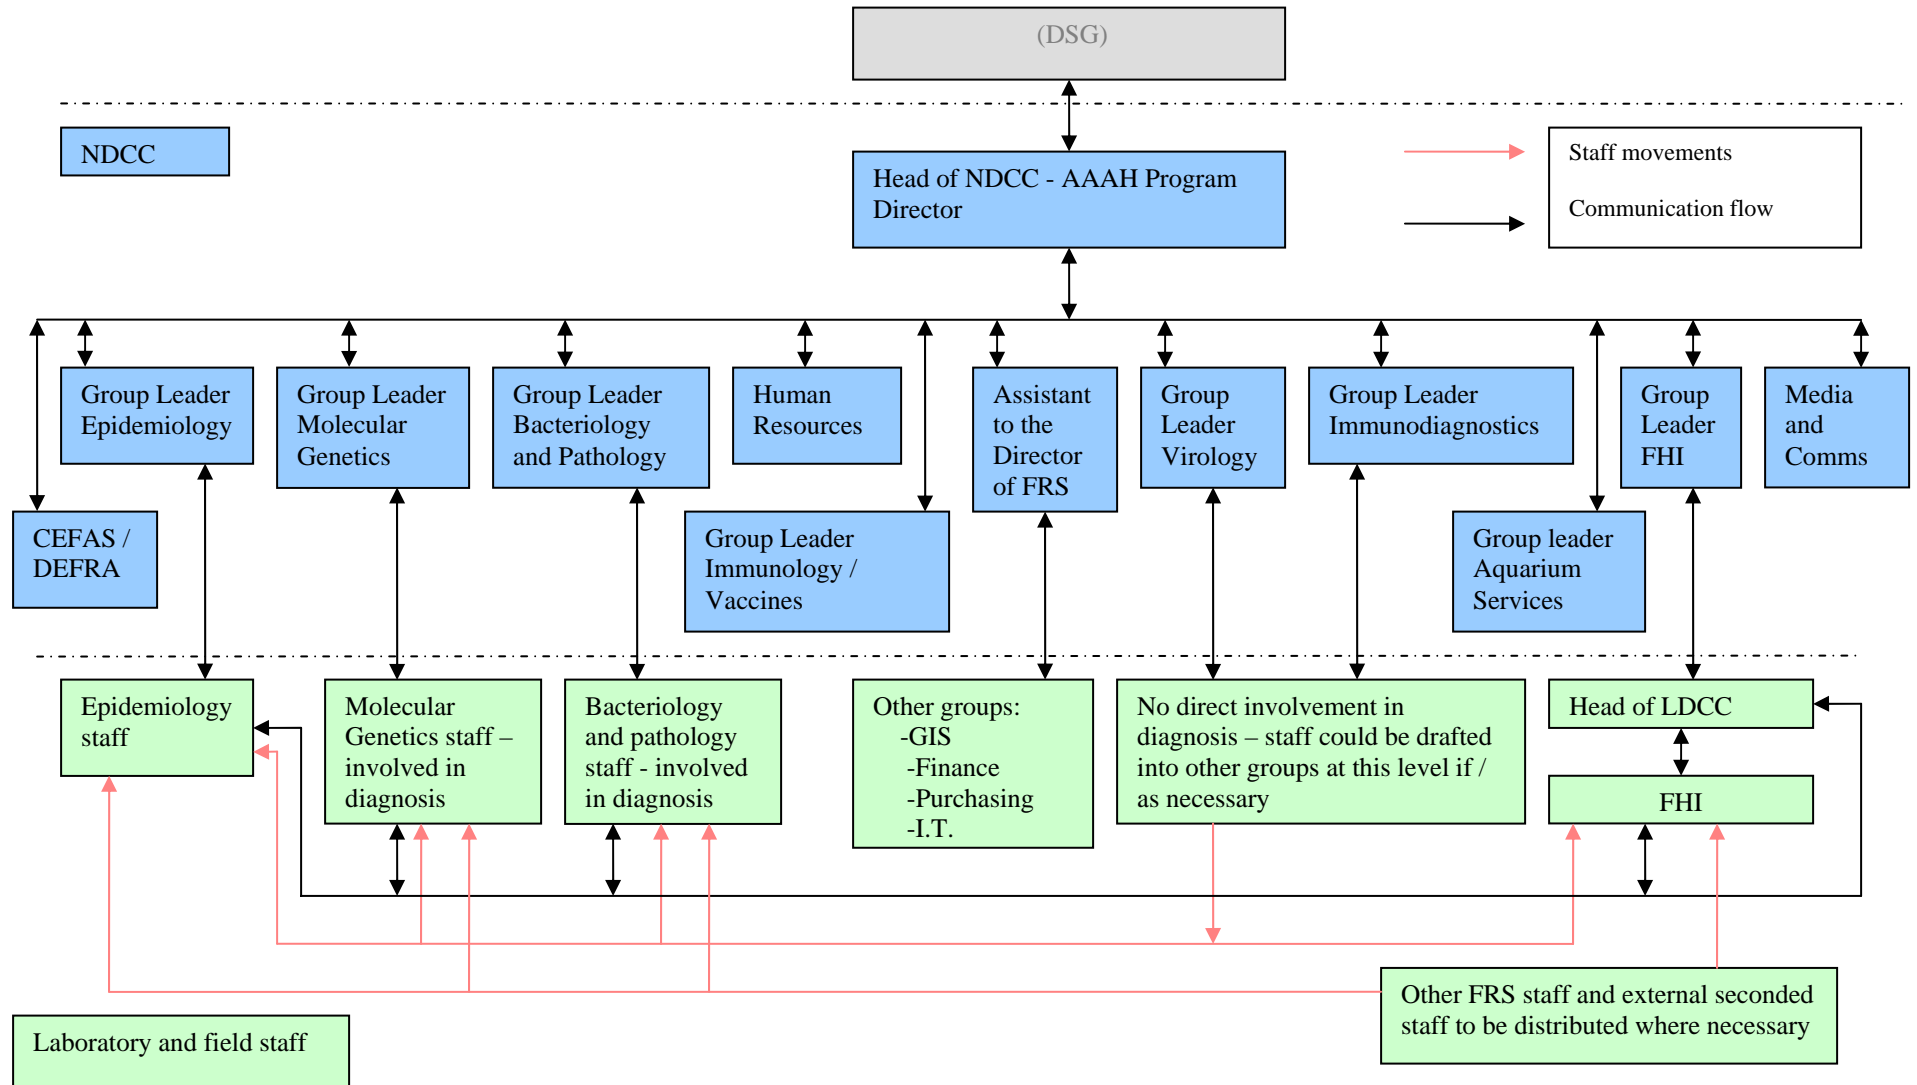 (DSG)
NDCC
Head of NDCC - AAAH Program
Director
Staff movements
Communication flow
Group Leader
Epidemiology
Group Leader
Molecular
Genetics
Group Leader
Bacteriology
and Pathology
Human
Resources
Assistant
to the
Director
of FRS
Group
Leader
Virology
Group Leader
Immunodiagnostics
Group
Leader
FHI
Media
and
Comms
CEFAS /
DEFRA
Group Leader
Immunology /
Vaccines
Group leader
Aquarium
Services
Epidemiology
staff
Molecular
Genetics staff –
involved in
diagnosis
Bacteriology
and pathology
staff - involved
in diagnosis
Other groups:
-GIS
-Finance
-Purchasing
-I.T.
No direct involvement in
diagnosis – staff could be drafted
into other groups at this level if /
as necessary
Head of LDCC
FHI
Other FRS staff and external seconded
staff to be distributed where necessary
Laboratory and field staff